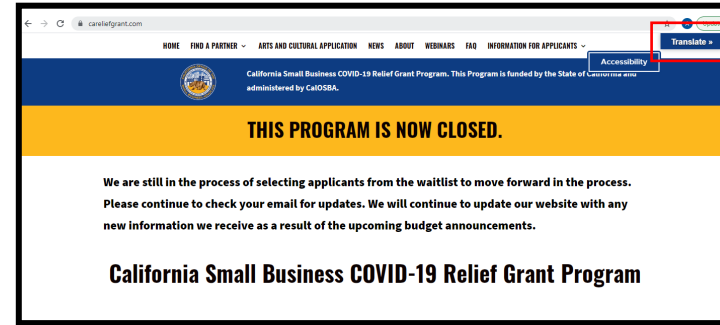 careliefgrant.com
Translate »
HOME FIND A PARTNER ARTS AND CULTURAL APPLICATION NEWS ABOUT WEBINARS FAQ INFORMATION FOR APPLICANTS
Accessibility
California Small Business COVID-19 Relief Grant Program. This Program is funded by the State of California and
administered by CalOSBA.
THIS PROGRAM IS NOW CLOSED.
We are still in the process of selecting applicants from the waitlist to move forward in the process.
Please continue to check your email for updates. We will continue to update our website with any
new information we receive as a result of the upcoming budget announcements.
California Small Business COVID-19 Relief Grant Program